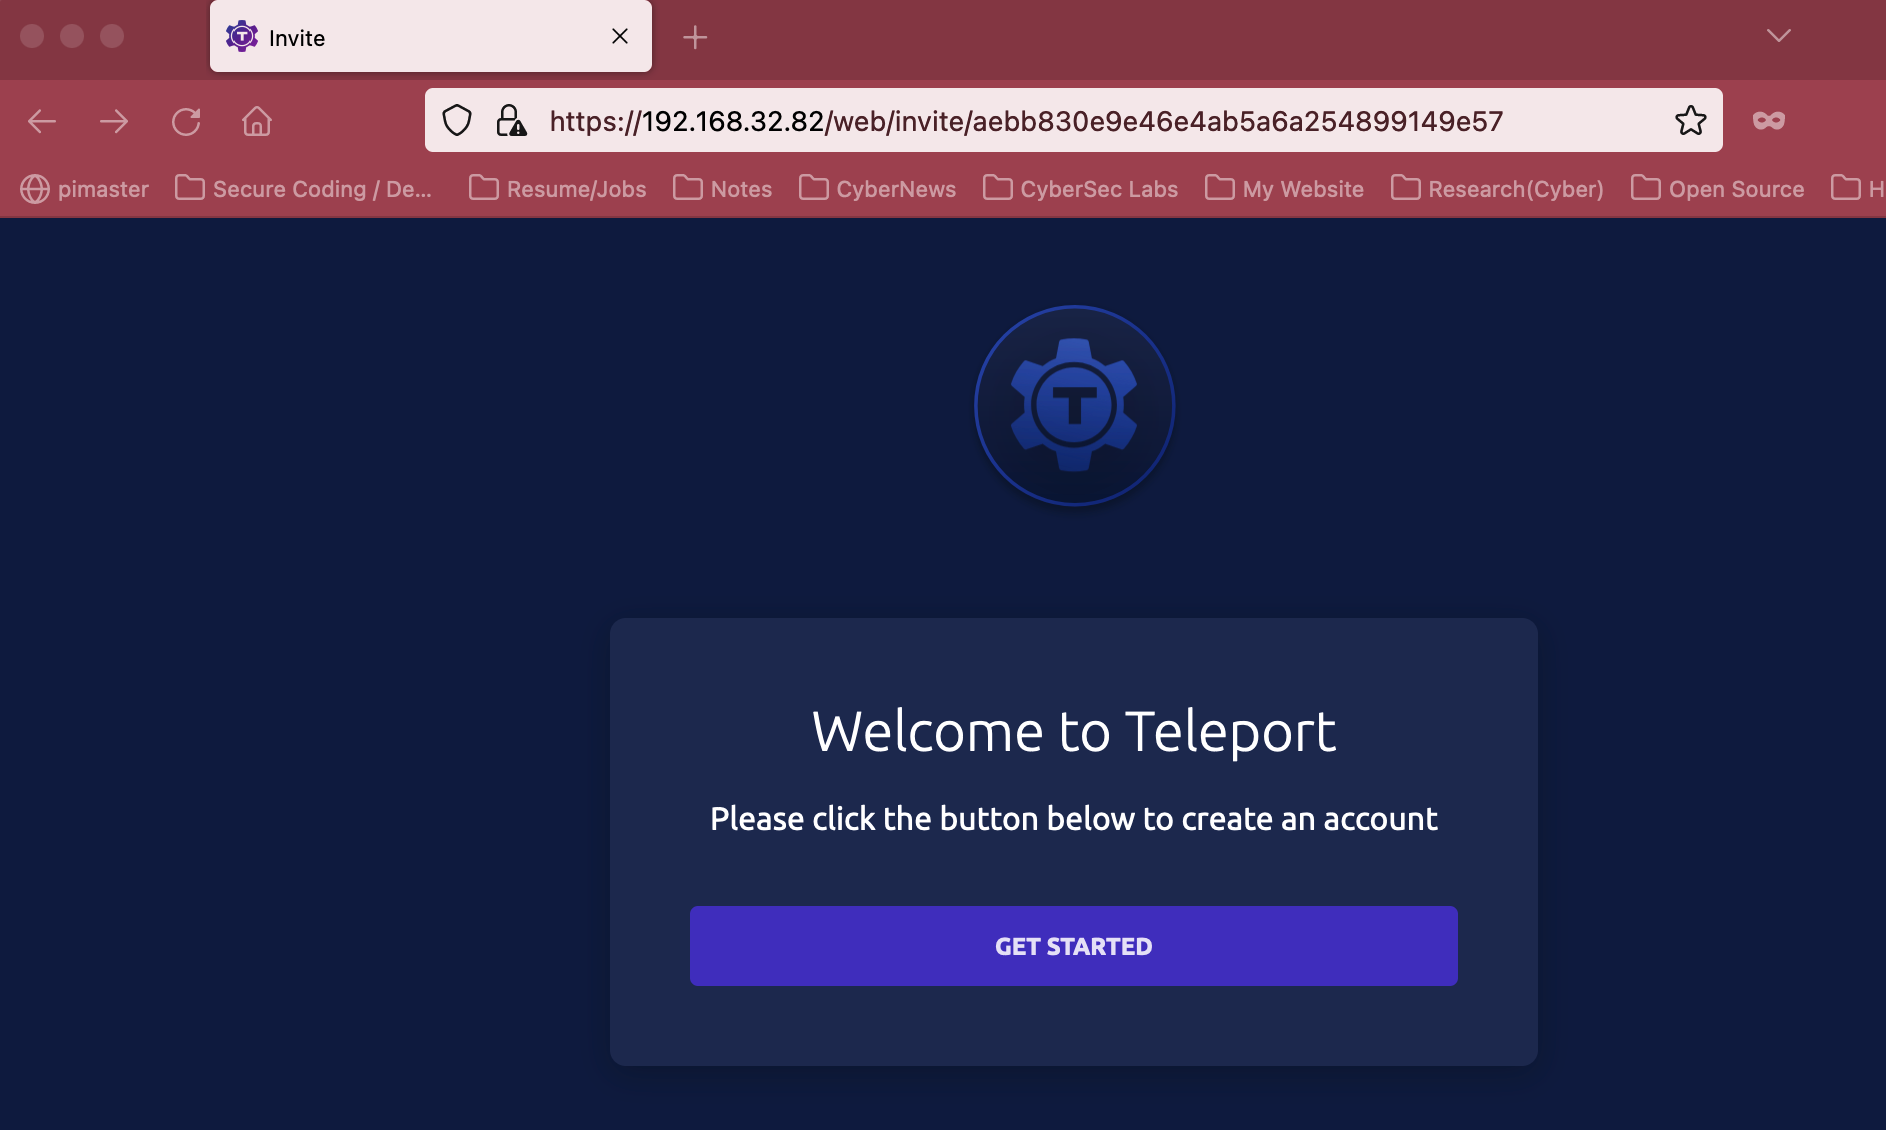 Invite
https://192.168.32.82/web/invite/aebb830e9e46e4ab5a6a254899149e57
pimaster Secure Coding / De... Resume/Jobs Notes CyberNews CyberSec Labs My Website Research(Cyber) Open Source H
T
Welcome to Teleport
Please click the button below to create an account
GET STARTED